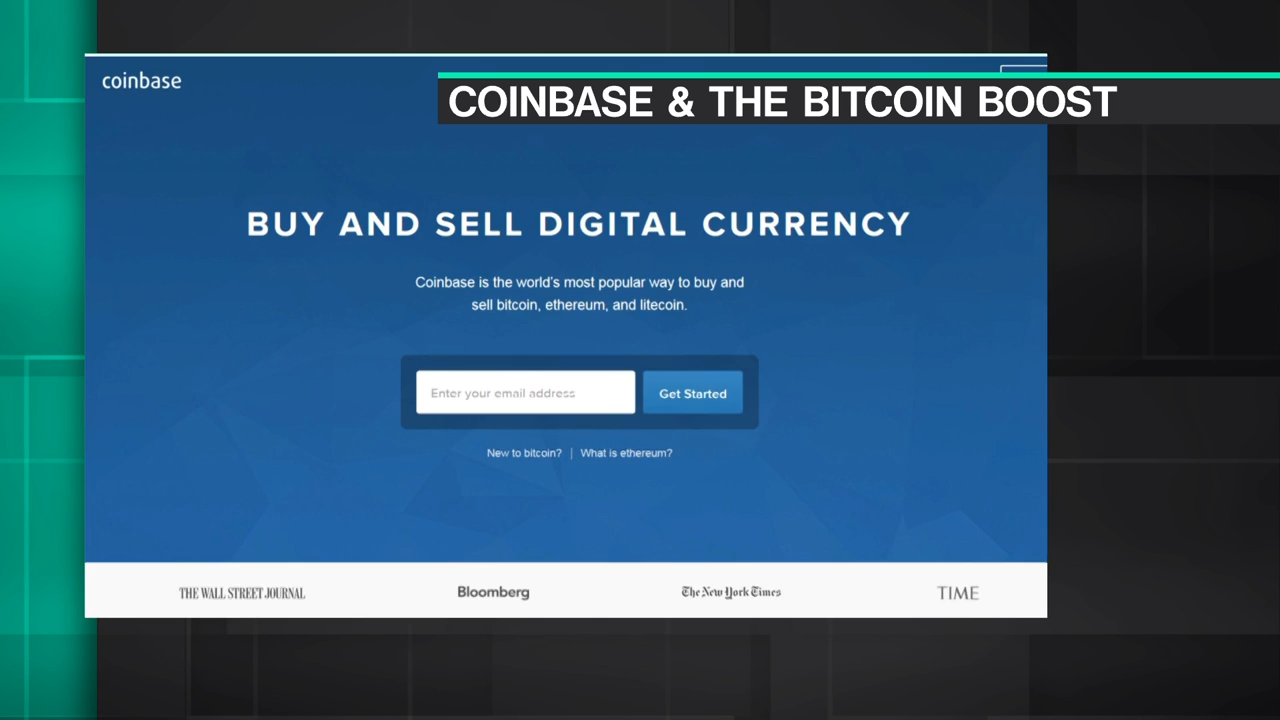 coinbase
COINBASE & THE BITCOIN BOOST
BUY AND SELL DIGITAL CURRENCY
Coinbase is the world's most popular way to buy and
sell bitcoin, ethereum, and litecoin.
Enter your email address
Get Started
New to bitcoin? | What is ethereum?
THE WALL STREET JOURNAL
Bloomberg
The New York Times
TIME